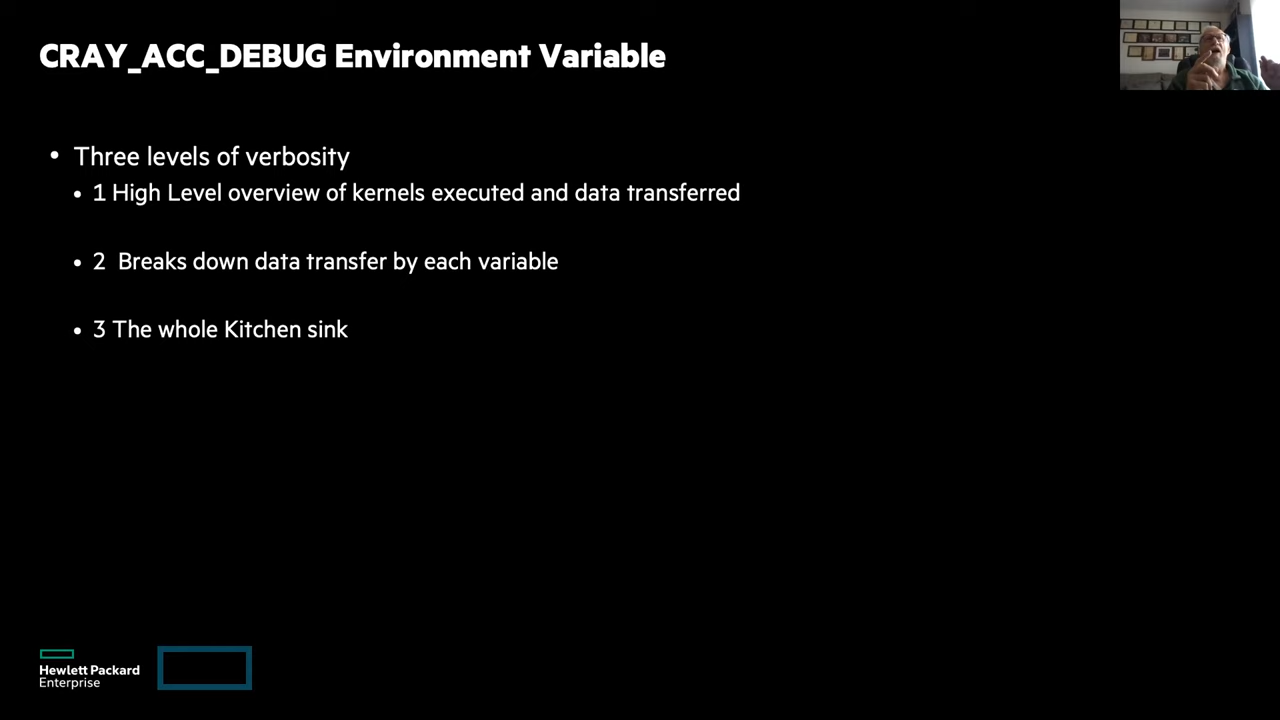 CRAY_ACC_DEBUG Environment Variable
• Three levels of verbosity
• 1 High Level overview of kernels executed and data transferred
• 2 Breaks down data transfer by each variable
• 3 The whole Kitchen sink
Hewlett Packard
Enterprise